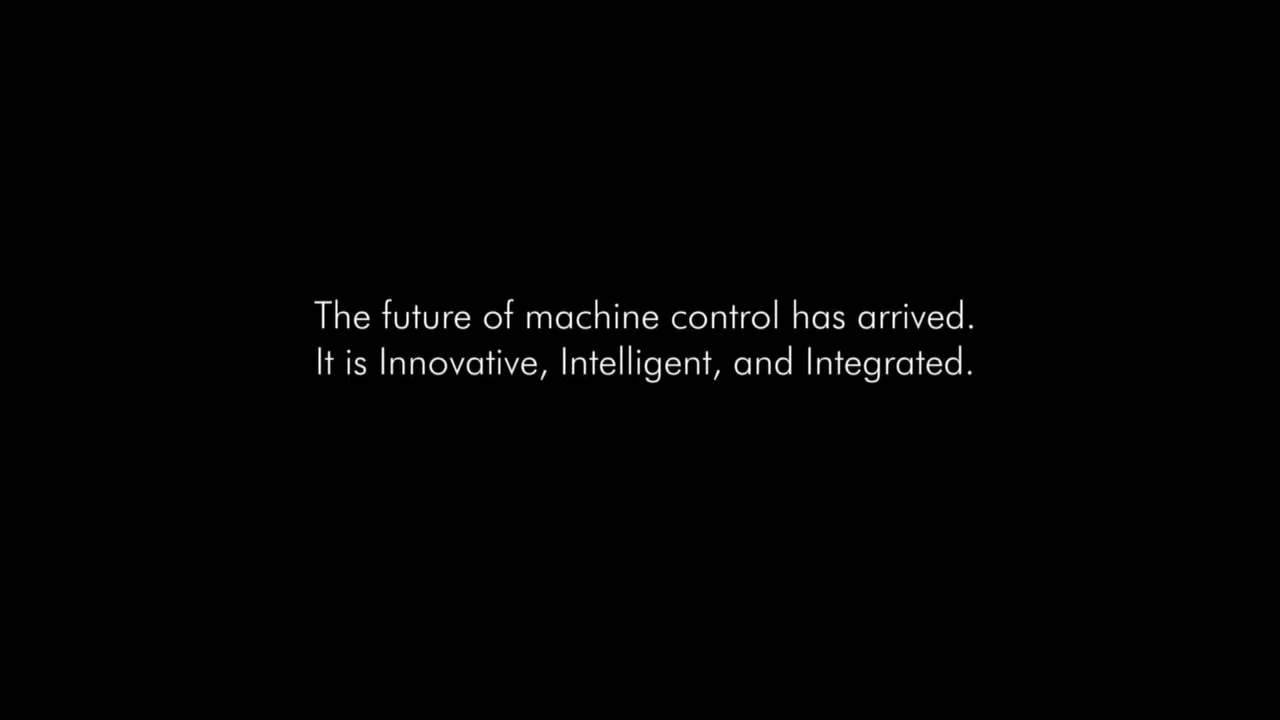 The future of machine control has arrived.
It is Innovative, Intelligent, and Integrated.